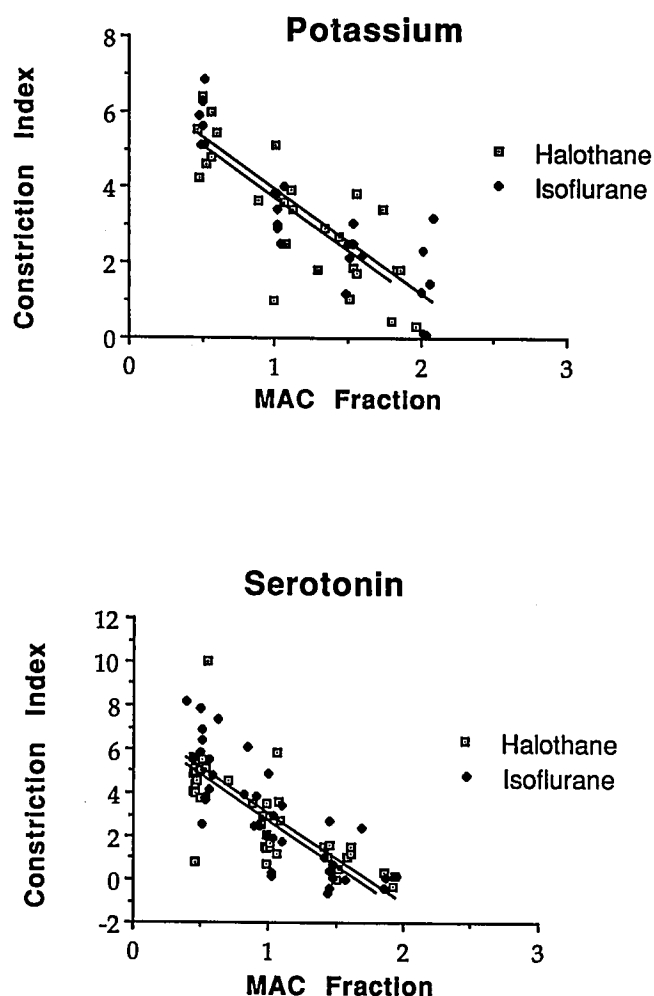 Potassium
8
6
4
2
0
Constriction Index
Halothane
Isoflurane
0
1
2
3
MAC Fraction
Serotonin
12
10
8
6
4
2
0
-2
Constriction Index
Halothane
Isoflurane
0
1
2
3
MAC Fraction